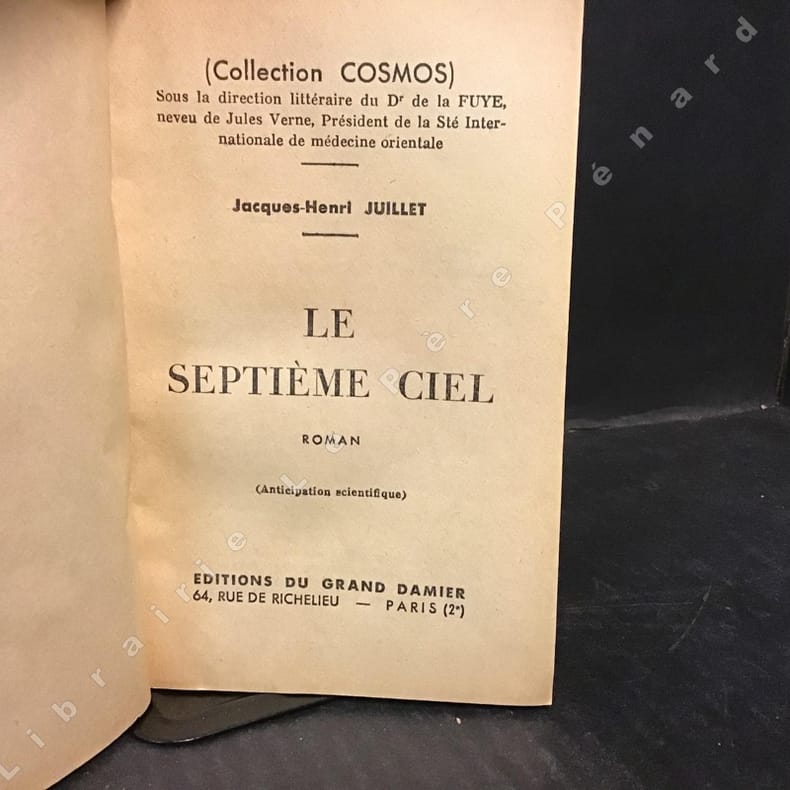 (Collection COSMOS)
Sous la direction littéraire du Dr de la FUYE,
neveu de Jules Verne, Président de la Sté Inter-
nationale de médecine orientale
Jacques-Henri JUILLET
LE
SEPTIÈME CIEL
ROMAN
(Anticipation scientifique)
EDITIONS DU GRAND DAMIER
64, RUE DE RICHELIEU — PARIS (2e)
Librairie Le Père Pénard